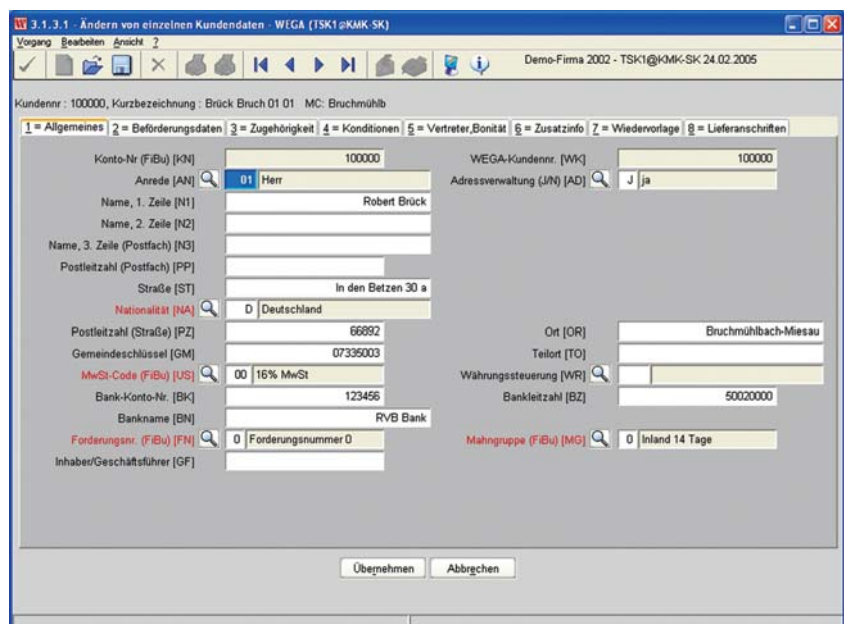 3.1.3.1 - Ändern von einzelnen Kundendaten - WEGA (TSK1@KMK-SK)
Vorgang Bearbeiten Ansicht ?
Demo-Firma 2002 - TSK1@KMK-SK 24.02.2005
Kundennr : 100000, Kurzbezeichnung : Brück Bruch 01 01 MC: Bruchmühlb
1 = Allgemeines 2 = Beförderungsdaten 3 = Zugehörigkeit 4 = Konditionen 5 = Vertreter,Bonität 6 = Zusatzinfo 7 = Wiedervorlage 8 = Lieferanschriften
Konto-Nr (FiBu) [KN] 100000 WEGA-Kundennr. [WK] 100000
Anrede [AN] 01 Herr Adressverwaltung (J/N) [AD] J ja
Name, 1. Zeile [N1] Robert Brück
Name, 2. Zeile [N2]
Name, 3. Zeile (Postfach) [N3]
Postleitzahl (Postfach) [PP]
Straße [ST] In den Betzen 30 a
Nationalität [NA] D Deutschland
Postleitzahl (Straße) [PZ] 66892 Ort [OR] Bruchmühlbach-Miesau
Gemeindeschlüssel [GM] 07335003 Teilort [TO]
MwSt-Code (FiBu) [US] 00 16% MwSt Währungssteuerung [WR]
Bank-Konto-Nr. [BK] 123456 Bankleitzahl [BZ] 50020000
Bankname [BN] RVB Bank
Forderungsnr. (FiBu) [FN] 0 Forderungsnummer 0 Mahngruppe (FiBu) [MG] 0 Inland 14 Tage
Inhaber/Geschäftsführer [GF]
Übernehmen Abbrechen